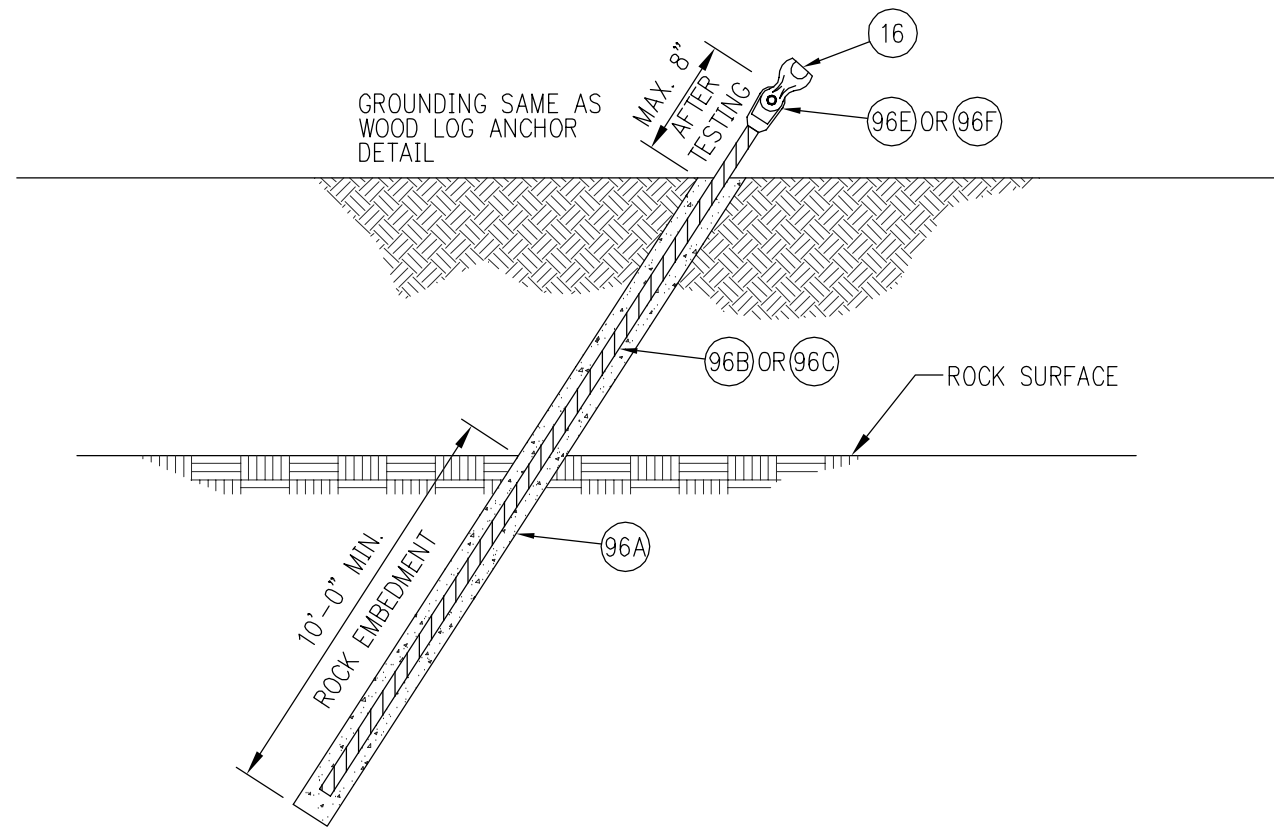 16
GROUNDING SAME AS
WOOD LOG ANCHOR
DETAIL
MAX. 8"
AFTER
TESTING
96E OR 96F
96B OR 96C
ROCK SURFACE
96A
10'-0" MIN.
ROCK EMBEDMENT